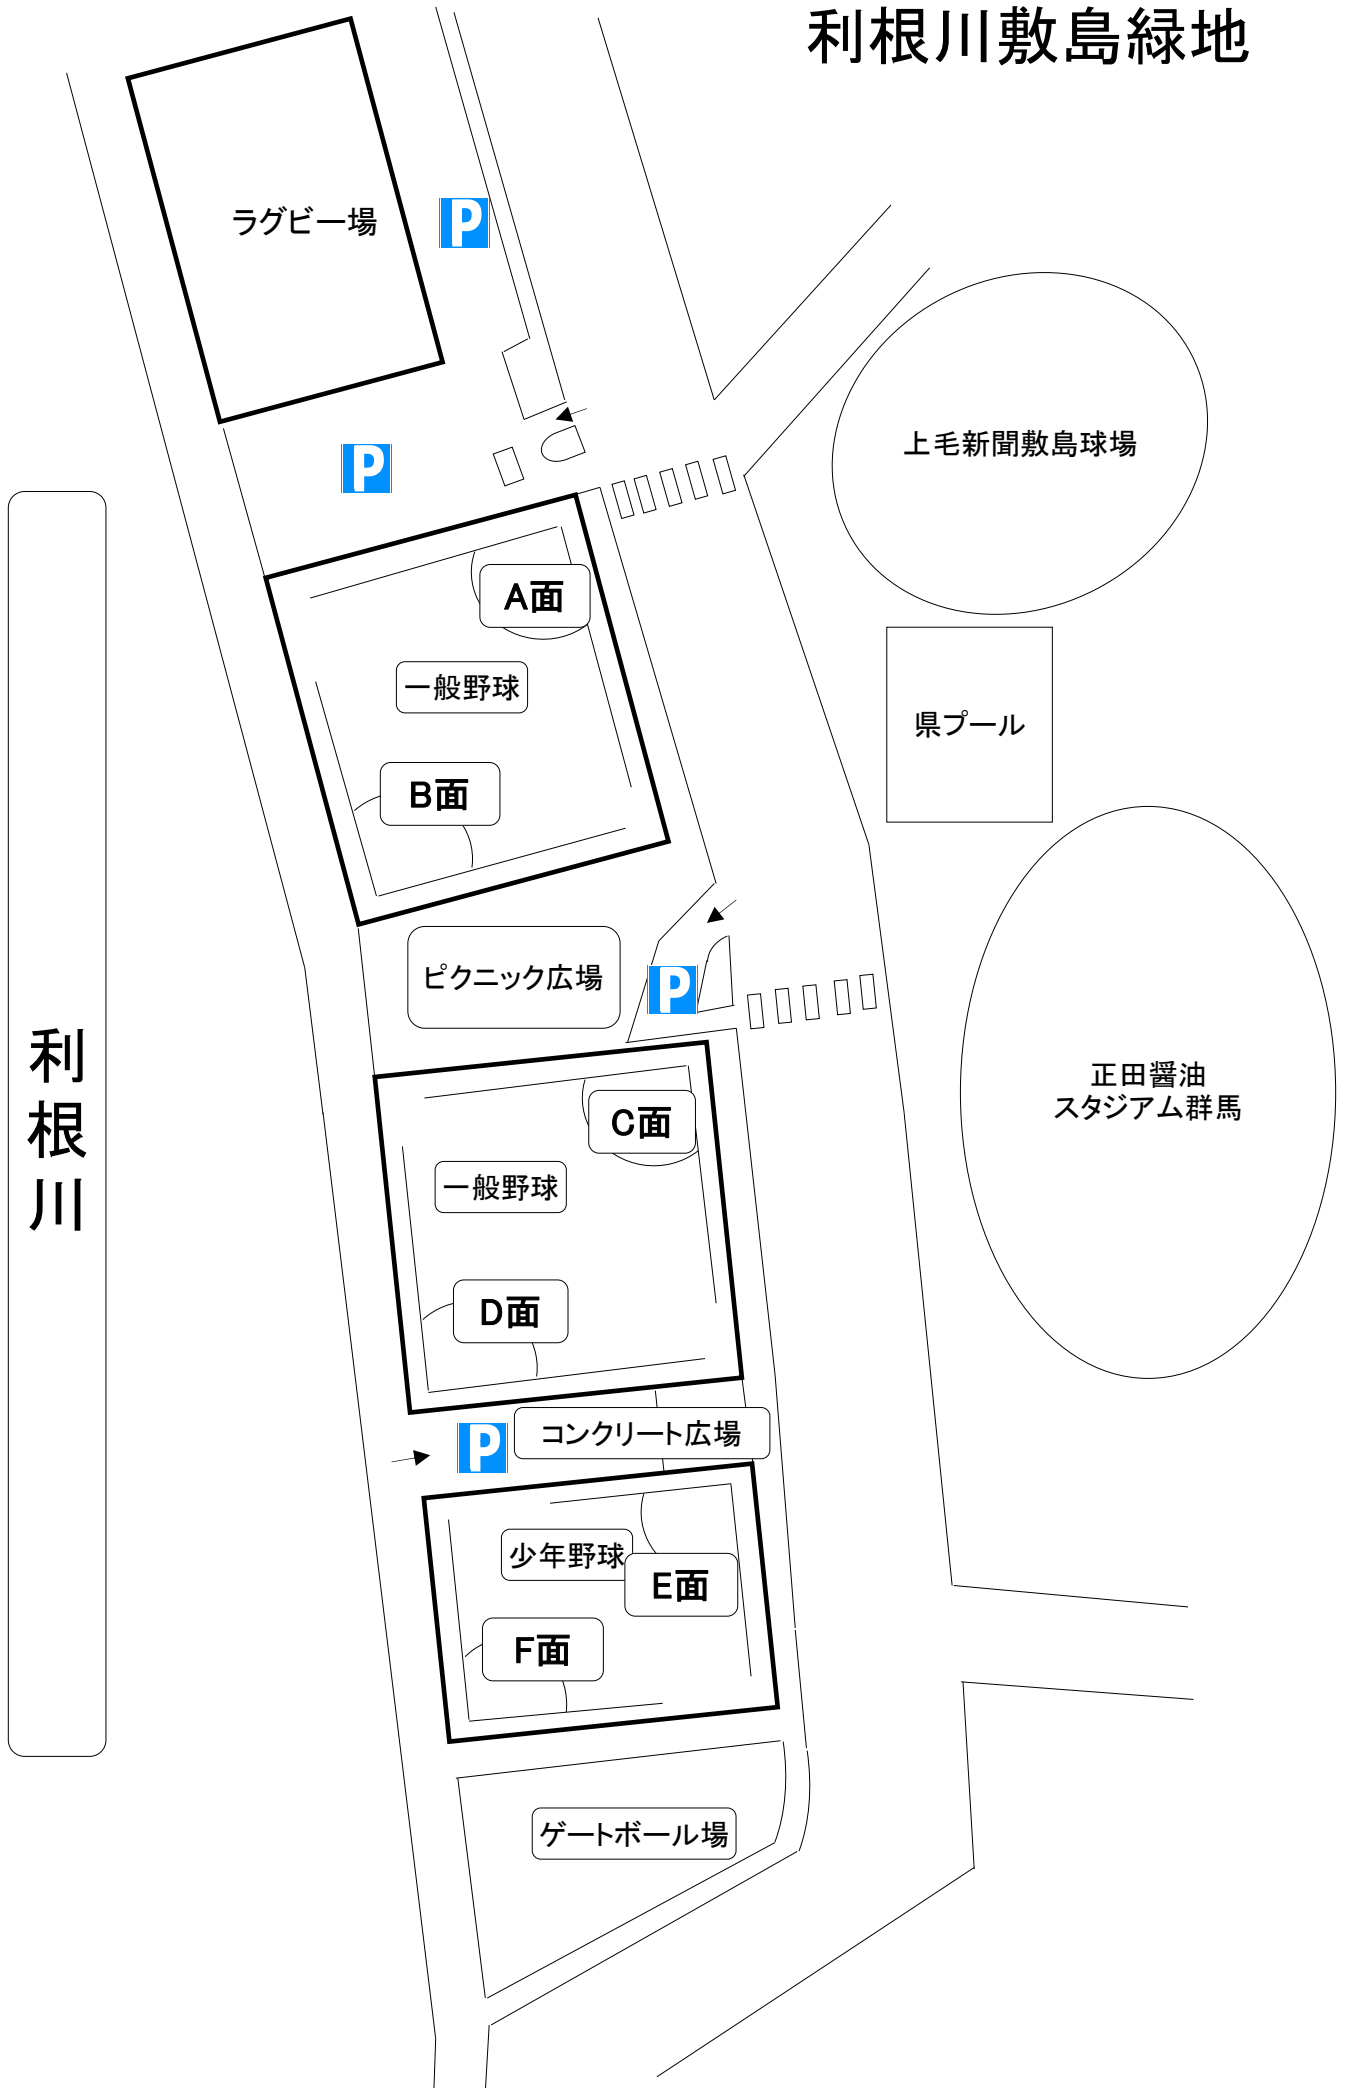 利根川敷島緑地
ラグビー場
P
上毛新聞敷島球場
P
A面
一般野球
県プール
B面
ピクニック広場
P
利根川
正田醤油
スタジアム群馬
C面
一般野球
D面
コンクリート広場
P
少年野球
E面
F面
ゲートボール場